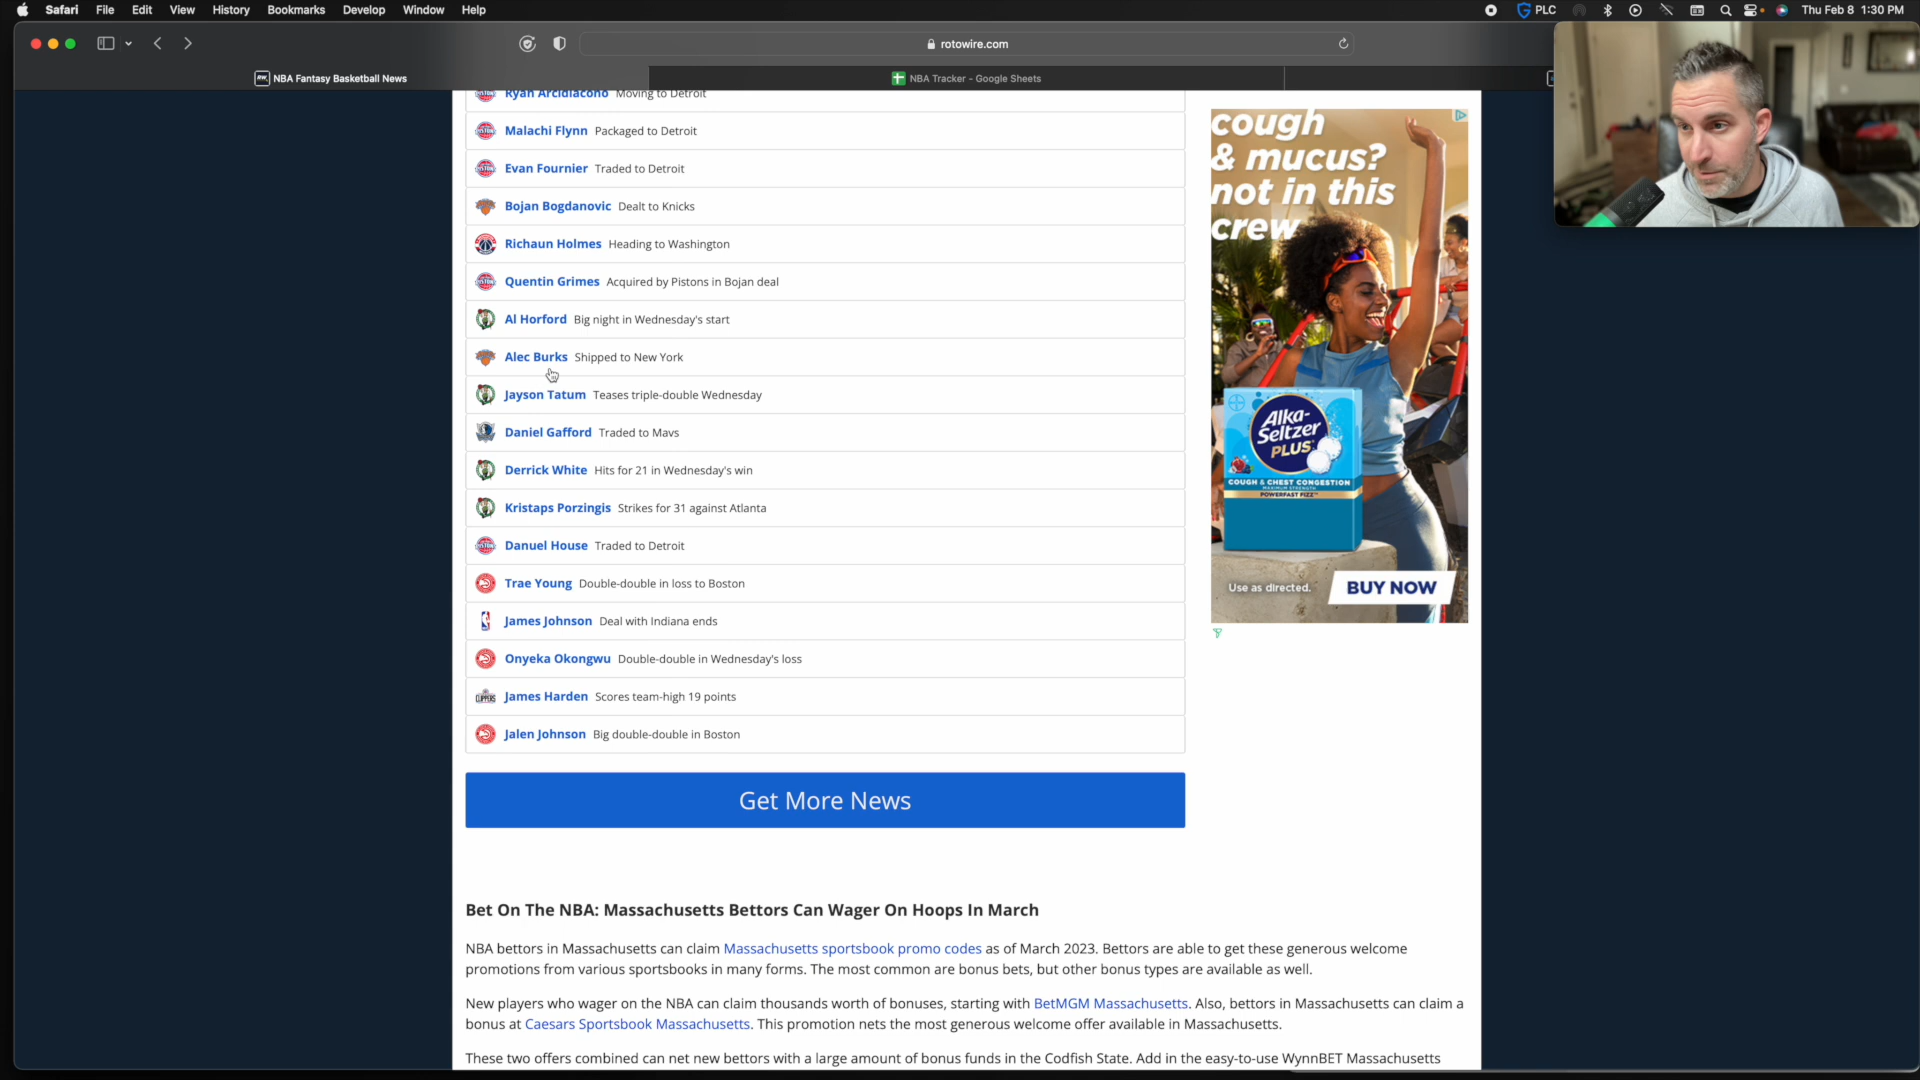 Safari File Edit View History Bookmarks Develop Window Help PLC Thu Feb 8 1:30 PM
rotowire.com
NBA Fantasy Basketball News
NBA Tracker - Google Sheets
Ryan Arcidiacono Moving to Detroit
Malachi Flynn Packaged to Detroit
Evan Fournier Traded to Detroit
Bojan Bogdanovic Dealt to Knicks
Richaun Holmes Heading to Washington
Quentin Grimes Acquired by Pistons in Bojan deal
Al Horford Big night in Wednesday's start
Alec Burks Shipped to New York
Jayson Tatum Teases triple-double Wednesday
Daniel Gafford Traded to Mavs
Derrick White Hits for 21 in Wednesday's win
Kristaps Porzingis Strikes for 31 against Atlanta
Danuel House Traded to Detroit
Trae Young Double-double in loss to Boston
James Johnson Deal with Indiana ends
Onyeka Okongwu Double-double in Wednesday's loss
James Harden Scores team-high 19 points
Jalen Johnson Big double-double in Boston
cough
& mucus?
not in this
crew
Alka-
Seltzer
PLUS
COUGH & CHEST CONGESTION
MAXIMUM STRENGTH
POWERFAST FIZZ™
Use as directed.
BUY NOW
Get More News
Bet On The NBA: Massachusetts Bettors Can Wager On Hoops In March
NBA bettors in Massachusetts can claim Massachusetts sportsbook promo codes as of March 2023. Bettors are able to get these generous welcome
promotions from various sportsbooks in many forms. The most common are bonus bets, but other bonus types are available as well.
New players who wager on the NBA can claim thousands worth of bonuses, starting with BetMGM Massachusetts. Also, bettors in Massachusetts can claim a
bonus at Caesars Sportsbook Massachusetts. This promotion nets the most generous welcome offer available in Massachusetts.
These two offers combined can net new bettors with a large amount of bonus funds in the Codfish State. Add in the easy-to-use WynnBET Massachusetts